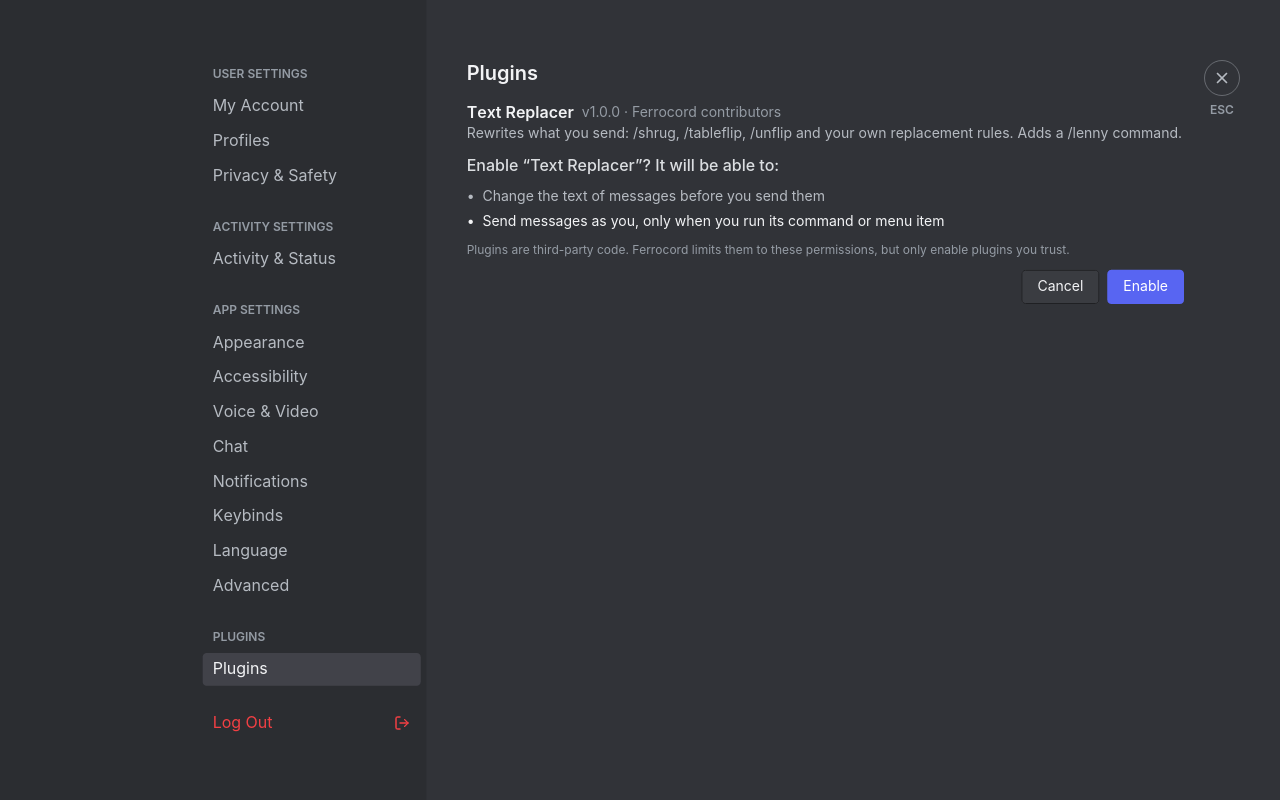 USER SETTINGS
My Account
Profiles
Privacy & Safety
ACTIVITY SETTINGS
Activity & Status
APP SETTINGS
Appearance
Accessibility
Voice & Video
Chat
Notifications
Keybinds
Language
Advanced
PLUGINS
Plugins
Log Out
Plugins
Text Replacer v1.0.0 · Ferrocord contributors
Rewrites what you send: /shrug, /tableflip, /unflip and your own replacement rules. Adds a /lenny command.
Enable “Text Replacer”? It will be able to:
• Change the text of messages before you send them
• Send messages as you, only when you run its command or menu item
Plugins are third-party code. Ferrocord limits them to these permissions, but only enable plugins you trust.
Cancel Enable
ESC